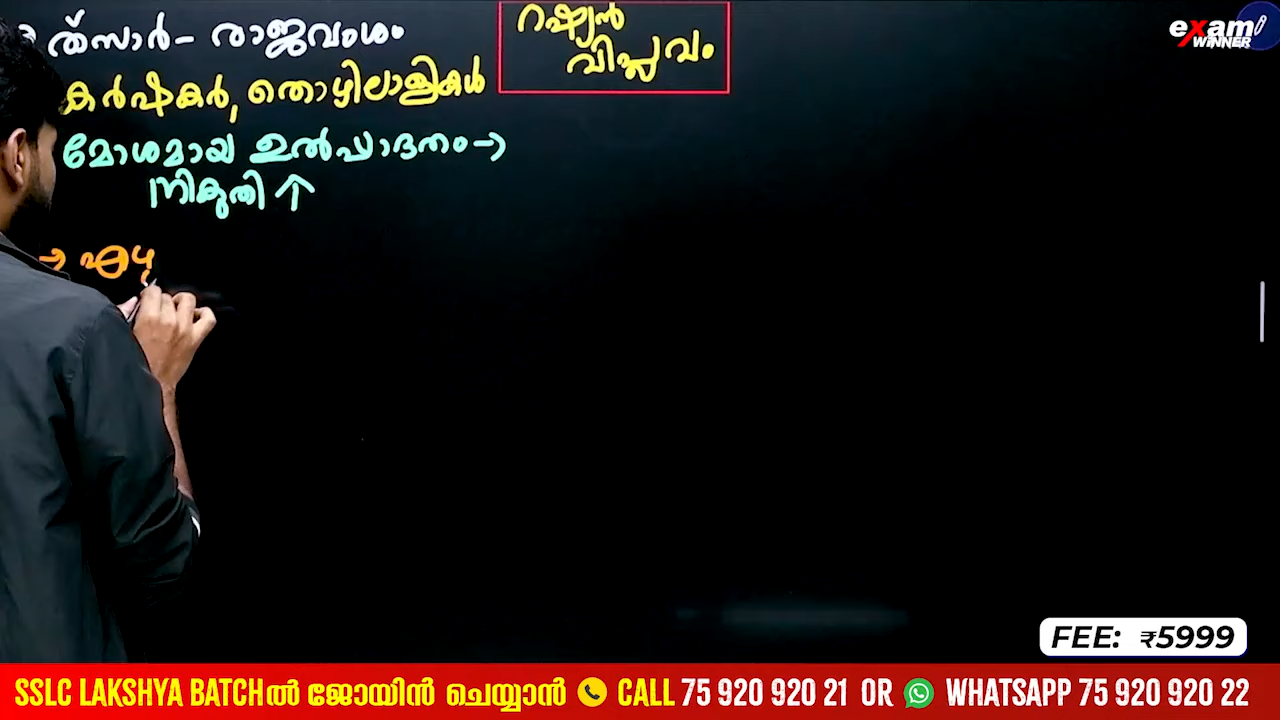 ത്സാർ - രാജവംശം
റഷ്യൻ
വിപ്ലവം
കർഷകർ, തൊഴിലാളികൾ
മോശമായ ഉൽപ്പാദനം →
നികുതി ↑
→ എഴു
exam
WINNER
FEE: ₹5999
SSLC LAKSHYA BATCHൽ ജോയിൻ ചെയ്യാൻ CALL 75 920 920 21 OR WHATSAPP 75 920 920 22